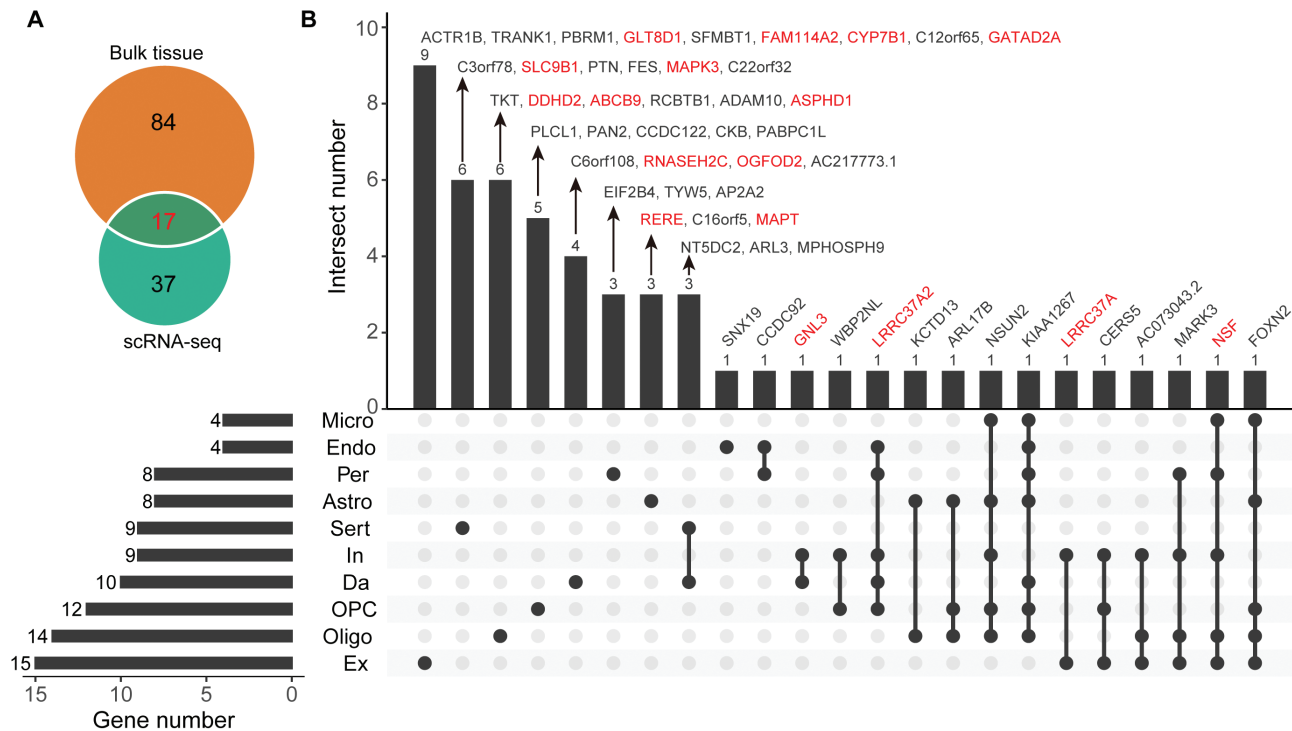 A
Bulk tissue
84
17
37
scRNA-seq
B
Intersect number
10
8
6
4
2
0
ACTR1B, TRANK1, PBRM1, GLT8D1, SFMBT1, FAM114A2, CYP7B1, C12orf65, GATAD2A
9
C3orf78, SLC9B1, PTN, FES, MAPK3, C22orf32
6
TKT, DDHD2, ABCB9, RCBTB1, ADAM10, ASPHD1
6
PLCL1, PAN2, CCDC122, CKB, PABPC1L
5
C6orf108, RNASEH2C, OGFOD2, AC217773.1
4
EIF2B4, TYW5, AP2A2
3
RERE, C16orf5, MAPT
3
NT5DC2, ARL3, MPHOSPH9
3
SNX19
1
CCDC92
1
GNL3
1
WBP2NL
1
LRRC37A2
1
KCTD13
1
ARL17B
1
NSUN2
1
KIAA1267
1
LRRC37A
1
CERS5
1
AC073043.2
1
MARK3
1
NSF
1
FOXN2
1
4 Micro
4 Endo
8 Per
8 Astro
9 Sert
9 In
10 Da
12 OPC
14 Oligo
15 Ex
15 10 5 0
Gene number